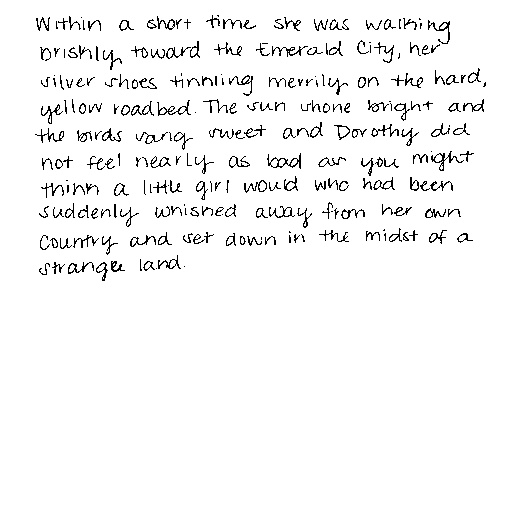 Within a short time she was walking
briskly toward the Emerald City, her
silver shoes tinkling merrily on the hard,
yellow roadbed. The sun shone bright and
the birds sang sweet and Dorothy did
not feel nearly as bad as you might
think a little girl would who had been
suddenly whisked away from her own
country and set down in the midst of a
strange land.